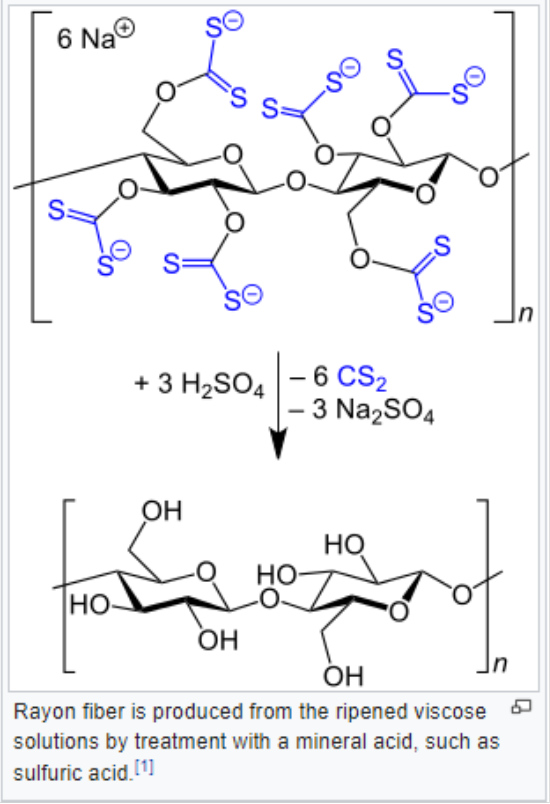 6 Na⊕
S⊖
O
S
S
S⊖
S
S⊖
O
O
O
O
O
O
O
S
S⊖
O
S
S⊖
O
S
S⊖
n
+ 3 H₂SO₄
– 6 CS₂
– 3 Na₂SO₄
OH
HO
O
HO
O
O
HO
O
OH
OH
n
Rayon fiber is produced from the ripened viscose
solutions by treatment with a mineral acid, such as
sulfuric acid.[1]